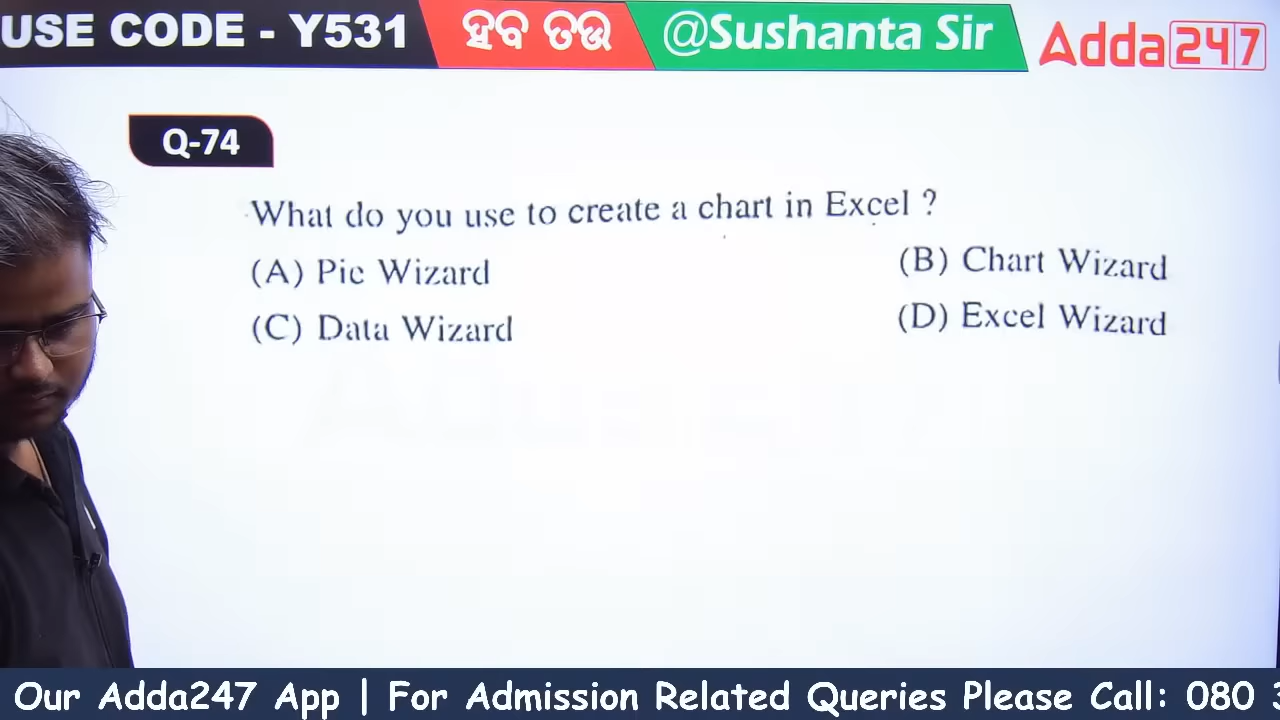 USE CODE - Y531 ହବ ତଉ @Sushanta Sir Adda247
Q-74
What do you use to create a chart in Excel ?
(A) Pie Wizard (B) Chart Wizard
(C) Data Wizard (D) Excel Wizard
Our Adda247 App | For Admission Related Queries Please Call: 080